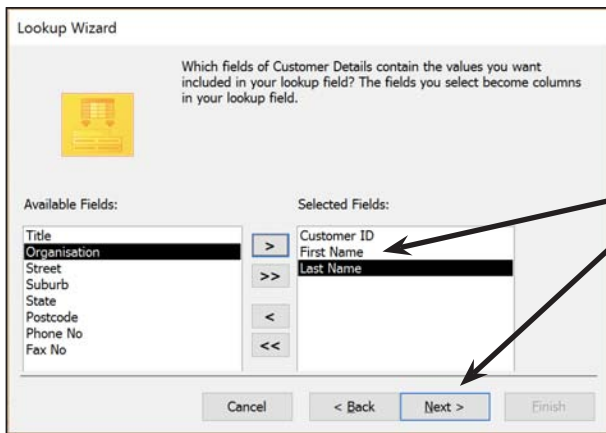 Lookup Wizard
Which fields of Customer Details contain the values you want
included in your lookup field? The fields you select become columns
in your lookup field.
Available Fields:
Selected Fields:
Title
Organisation
Street
Suburb
State
Postcode
Phone No
Fax No
>
>>
<
<<
Customer ID
First Name
Last Name
Cancel
< Back
Next >
Finish